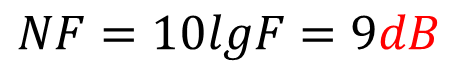 NF = 10lgF = 9dB